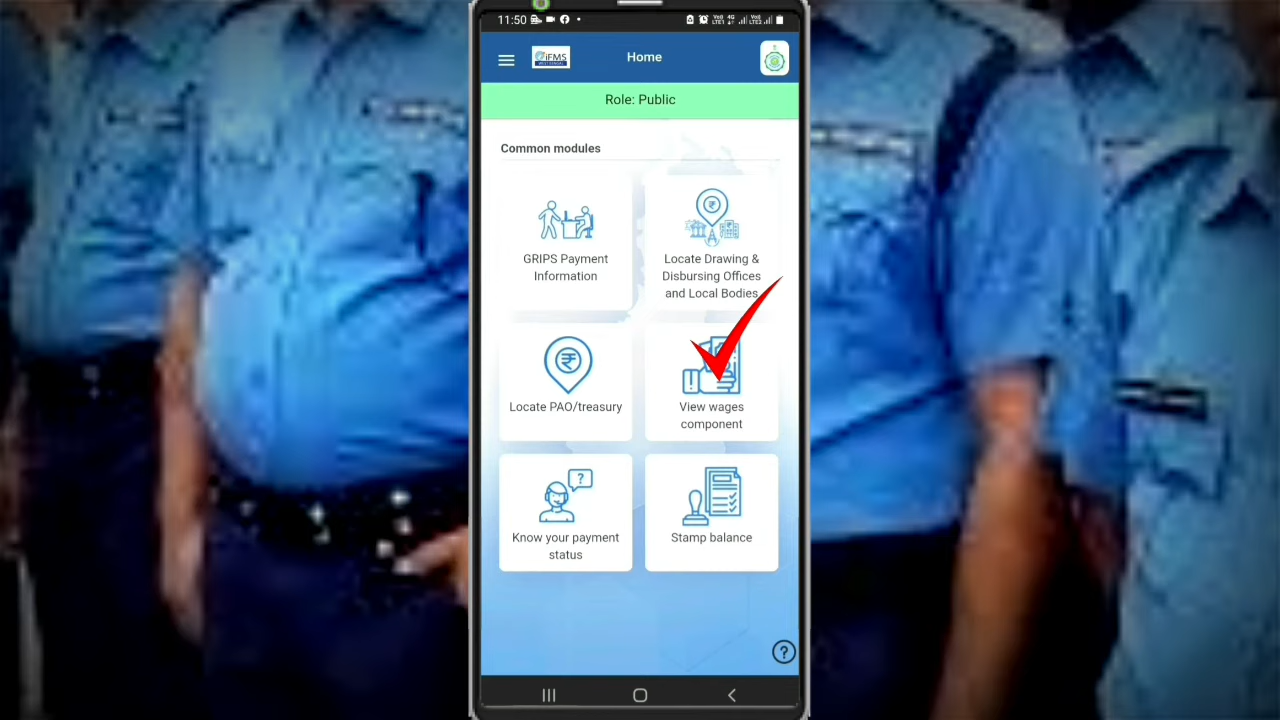 11:50
iFMS
Home
Role: Public
Common modules
GRIPS Payment
Information
Locate Drawing &
Disbursing Offices
and Local Bodies
Locate PAO/treasury
View wages
component
?
Know your payment
status
Stamp balance
?